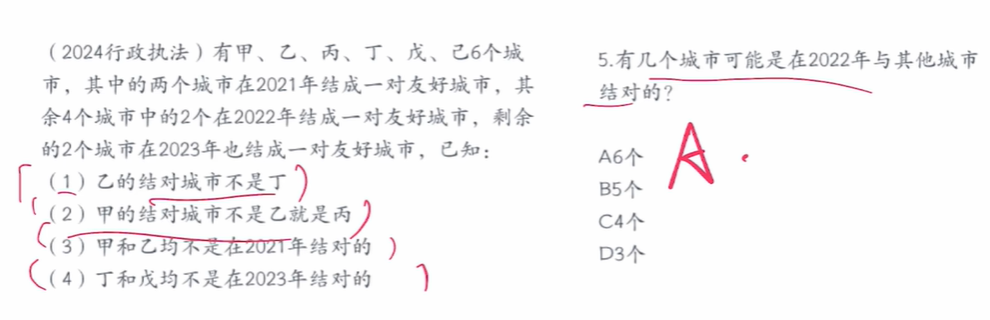 （2024行政执法）有甲、乙、丙、丁、戊、己6个城
市，其中的两个城市在2021年结成一对友好城市，其
余4个城市中的2个在2022年结成一对友好城市，剩余
的2个城市在2023年也结成一对友好城市，已知：
（1）乙的结对城市不是丁
（2）甲的结对城市不是乙就是丙
（3）甲和乙均不是在2021年结对的
（4）丁和戊均不是在2023年结对的
5.有几个城市可能是在2022年与其他城市
结对的？
A6个
B5个
C4个
D3个
A